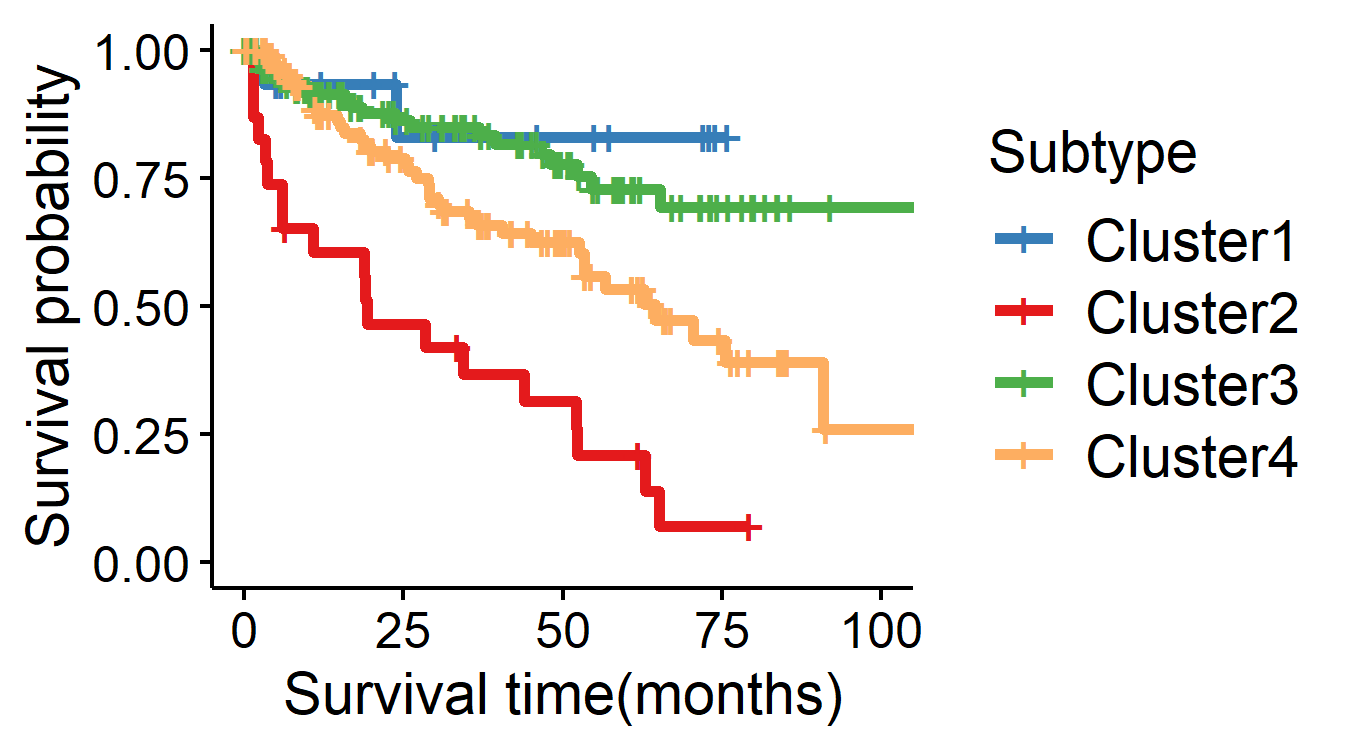 Survival probability
1.00
0.75
0.50
0.25
0.00
0 25 50 75 100
Survival time(months)
Subtype
Cluster1
Cluster2
Cluster3
Cluster4